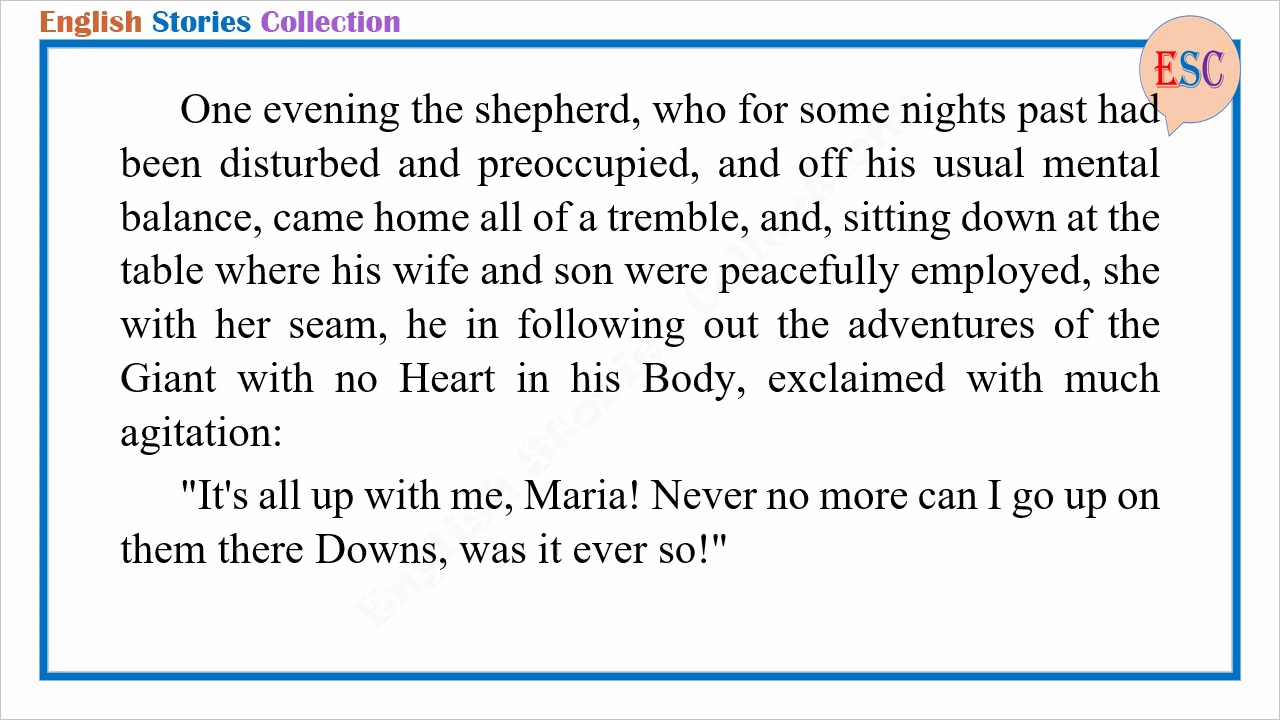 English Stories Collection
ESC
One evening the shepherd, who for some nights past had
been disturbed and preoccupied, and off his usual mental
balance, came home all of a tremble, and, sitting down at the
table where his wife and son were peacefully employed, she
with her seam, he in following out the adventures of the
Giant with no Heart in his Body, exclaimed with much
agitation:
"It's all up with me, Maria! Never no more can I go up on
them there Downs, was it ever so!"
English Stories Collection